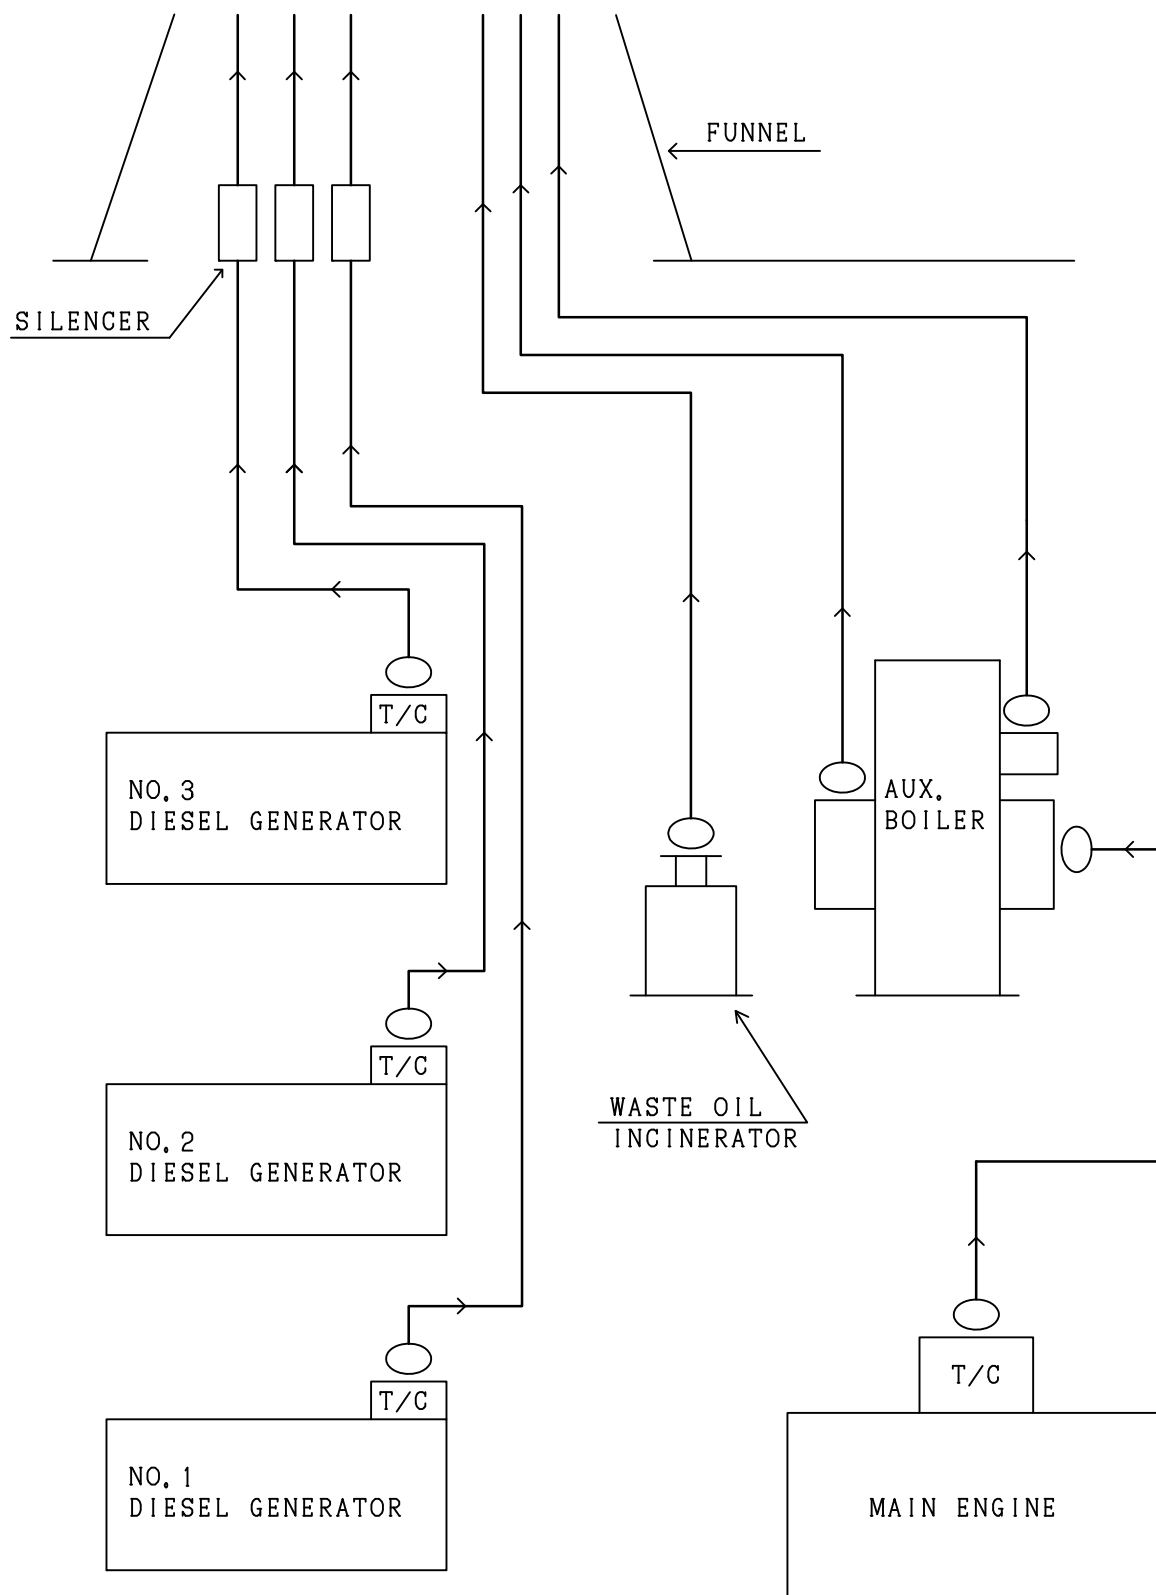 FUNNEL
SILENCER
T/C
NO. 3
DIESEL GENERATOR
AUX.
BOILER
T/C
NO. 2
DIESEL GENERATOR
WASTE OIL
INCINERATOR
T/C
NO. 1
DIESEL GENERATOR
T/C
MAIN ENGINE